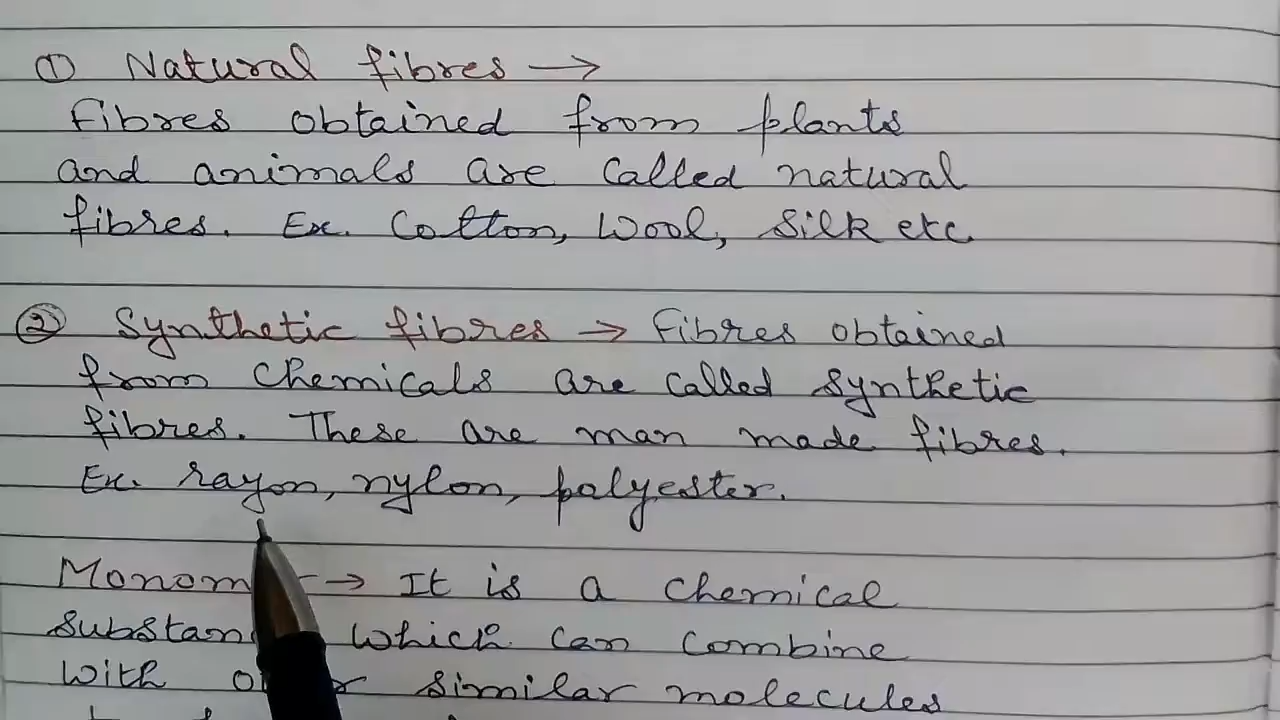 ① Natural fibres →
Fibres obtained from plants
and animals are called natural
fibres. Ex. Cotton, Wool, Silk etc.
② Synthetic fibres → Fibres obtained
from chemicals are called synthetic
fibres. These are man made fibres.
Ex. rayon, nylon, polyester.
→ It is a chemical
which can combine
With similar molecules